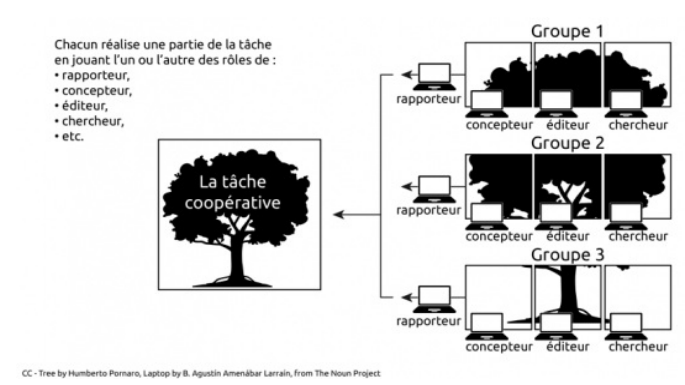 Chacun réalise une partie de la tâche
en jouant l'un ou l'autre des rôles de :
• rapporteur,
• concepteur,
• éditeur,
• chercheur,
• etc.
La tâche
coopérative
Groupe 1
rapporteur
concepteur éditeur chercheur
Groupe 2
rapporteur
concepteur éditeur chercheur
Groupe 3
rapporteur
concepteur éditeur chercheur
CC - Tree by Humberto Pornaro, Laptop by B. Agustín Amenábar Larraín, from The Noun Project